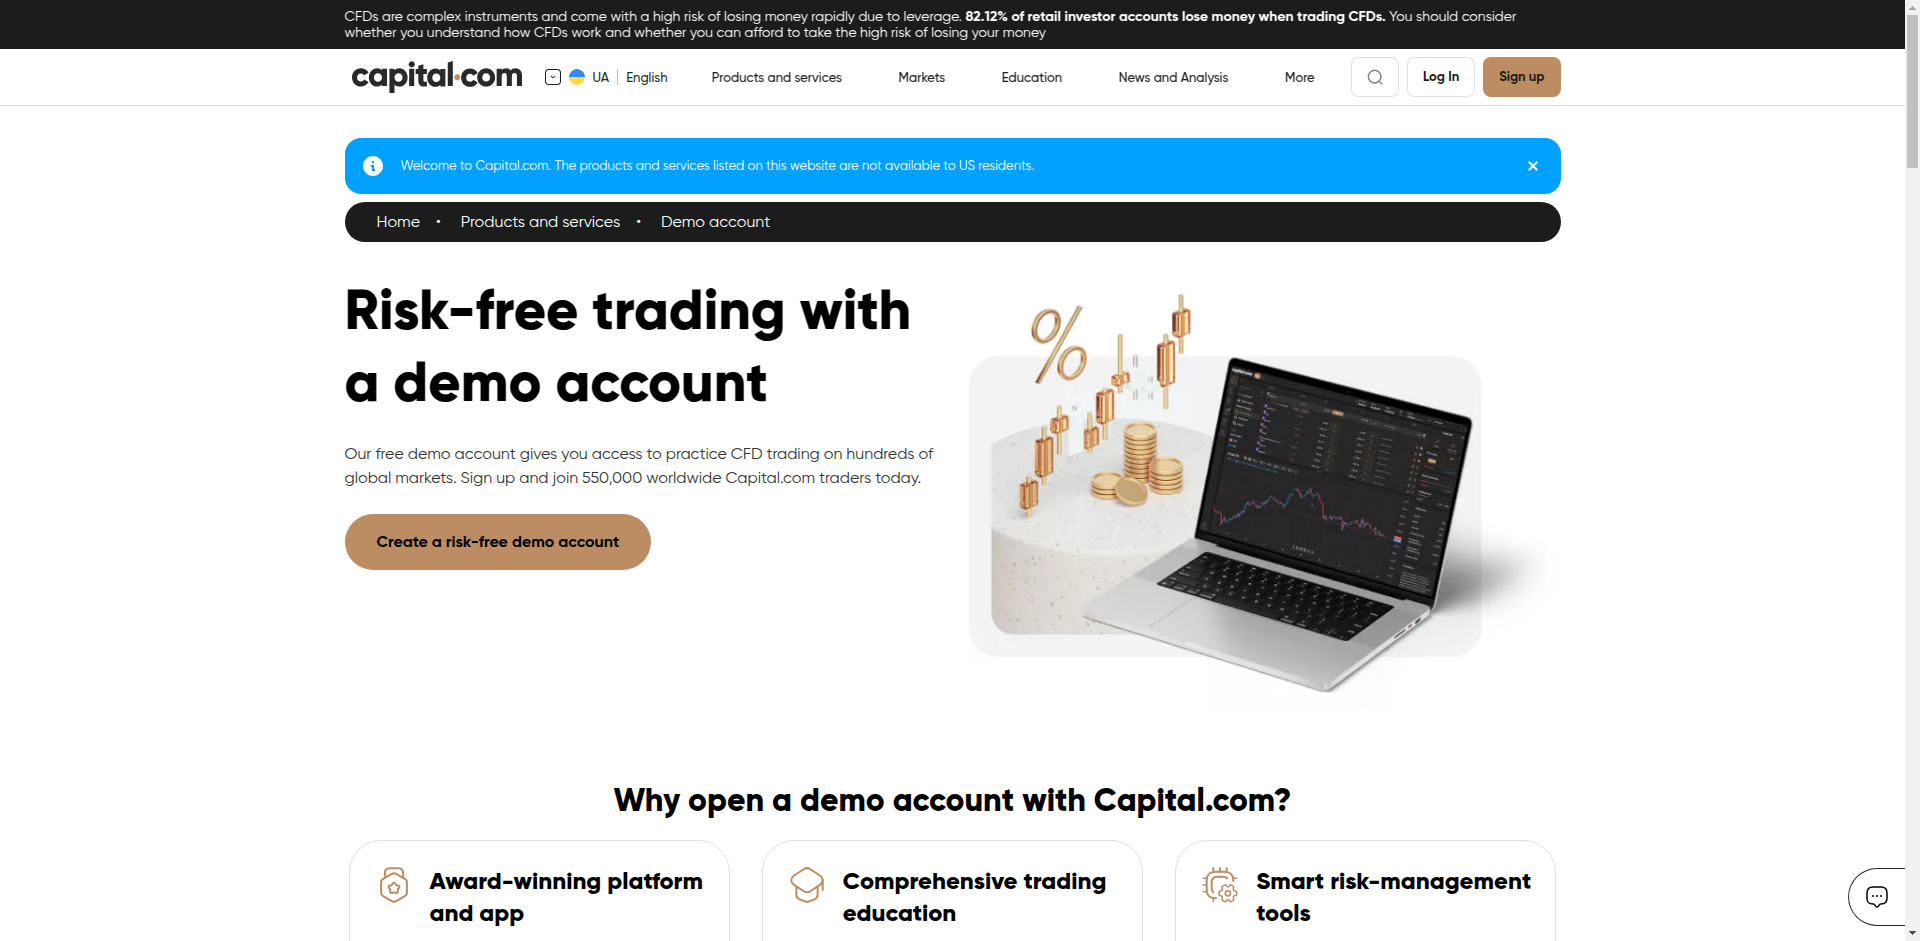 CFDs are complex instruments and come with a high risk of losing money rapidly due to leverage. 82.12% of retail investor accounts lose money when trading CFDs. You should consider
whether you understand how CFDs work and whether you can afford to take the high risk of losing your money
capital.com UA English Products and services Markets Education News and Analysis More Log In Sign up
Welcome to Capital.com. The products and services listed on this website are not available to US residents.
Home • Products and services • Demo account
Risk-free trading with
a demo account
Our free demo account gives you access to practice CFD trading on hundreds of
global markets. Sign up and join 550,000 worldwide Capital.com traders today.
Create a risk-free demo account
%
Why open a demo account with Capital.com?
Award-winning platform
and app
Comprehensive trading
education
Smart risk-management
tools